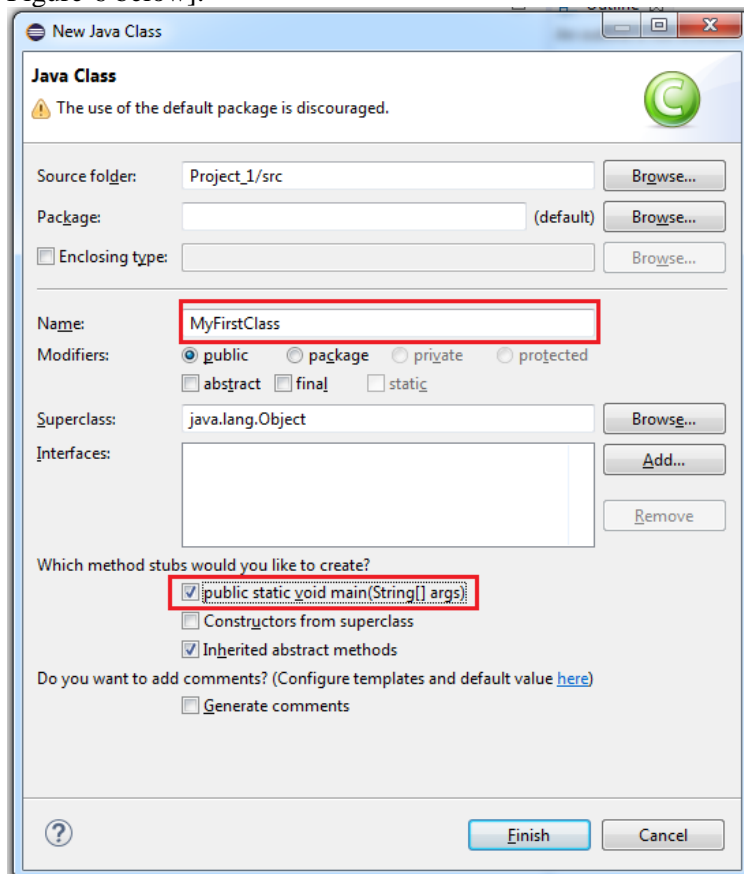 New Java Class
Java Class
The use of the default package is discouraged.
Source folder: Project_1/src Browse...
Package: (default) Browse...
Enclosing type: Browse...
Name: MyFirstClass
Modifiers: public package private protected
abstract final static
Superclass: java.lang.Object Browse...
Interfaces: Add...
Remove
Which method stubs would you like to create?
public static void main(String[] args)
Constructors from superclass
Inherited abstract methods
Do you want to add comments? (Configure templates and default value here)
Generate comments
Finish Cancel